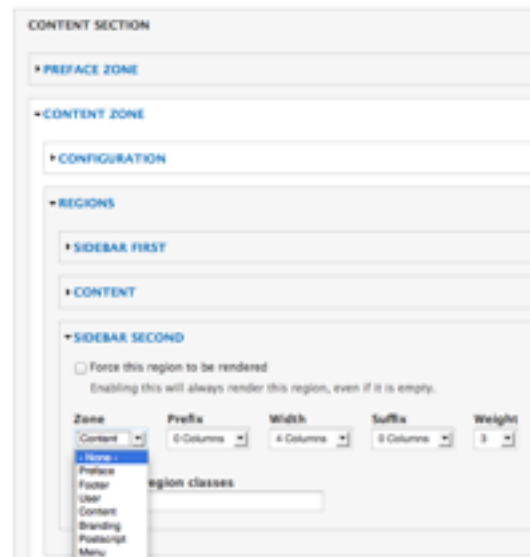 CONTENT SECTION
PREFACE ZONE
CONTENT ZONE
CONFIGURATION
REGIONS
SIDEBAR FIRST
CONTENT
SIDEBAR SECOND
Force this region to be rendered
Enabling this will always render this region, even if it is empty.
Zone Prefix Width Suffix Weight
Content 0 Columns 4 Columns 0 Columns 3
- None -
Preface
Footer region classes
User
Content
Branding
Postscript
Menu